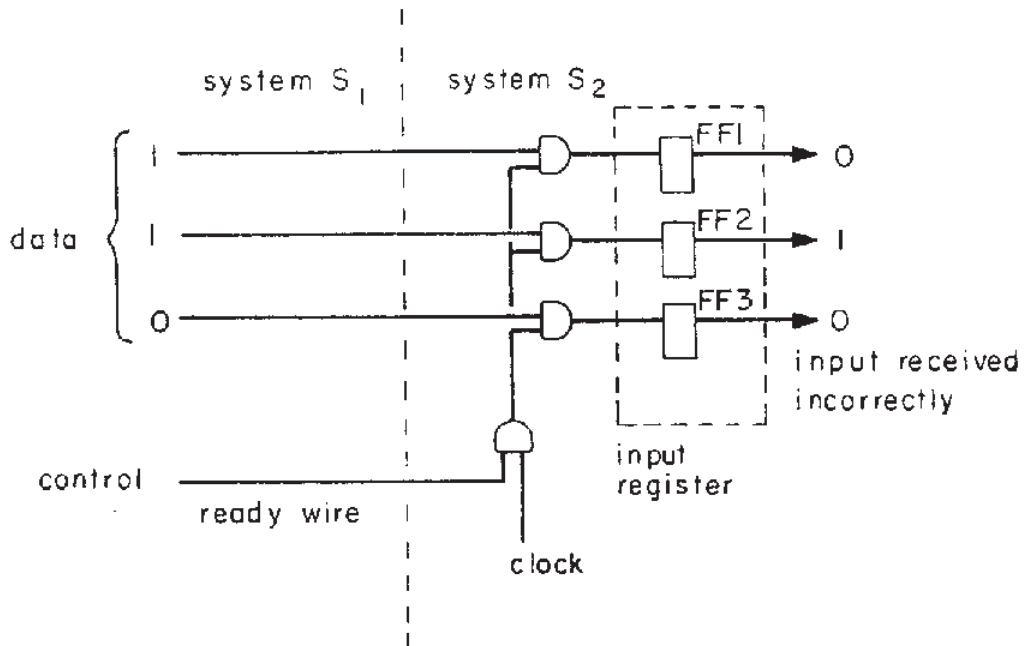 system S1
system S2
FF1
1
0
FF2
data
1
1
FF3
0
0
input received
incorrectly
control
input
register
ready wire
clock